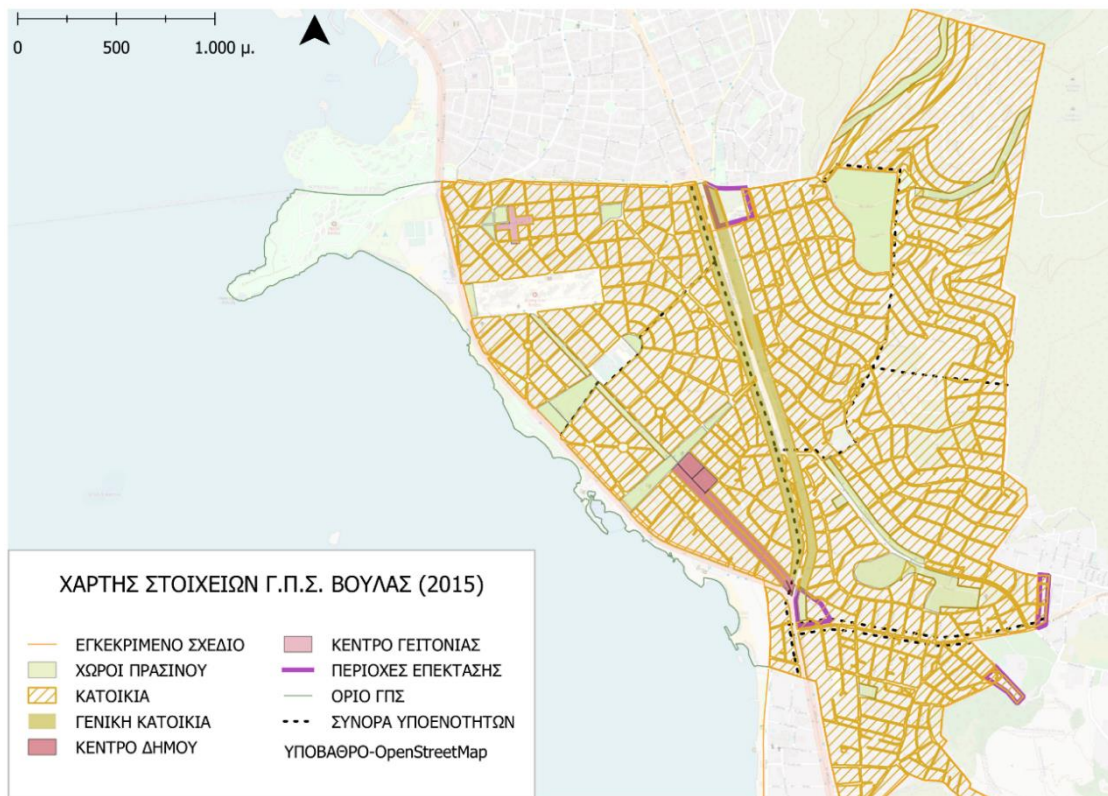 0 500 1.000 μ.
ΧΑΡΤΗΣ ΣΤΟΙΧΕΙΩΝ Γ.Π.Σ. ΒΟΥΛΑΣ (2015)
ΕΓΚΕΚΡΙΜΕΝΟ ΣΧΕΔΙΟ
ΧΩΡΟΙ ΠΡΑΣΙΝΟΥ
ΚΑΤΟΙΚΙΑ
ΓΕΝΙΚΗ ΚΑΤΟΙΚΙΑ
ΚΕΝΤΡΟ ΔΗΜΟΥ
ΚΕΝΤΡΟ ΓΕΙΤΟΝΙΑΣ
ΠΕΡΙΟΧΕΣ ΕΠΕΚΤΑΣΗΣ
ΟΡΙΟ ΓΠΣ
ΣΥΝΟΡΑ ΥΠΟΕΝΟΤΗΤΩΝ
ΥΠΟΒΑΘΡΟ-OpenStreetMap